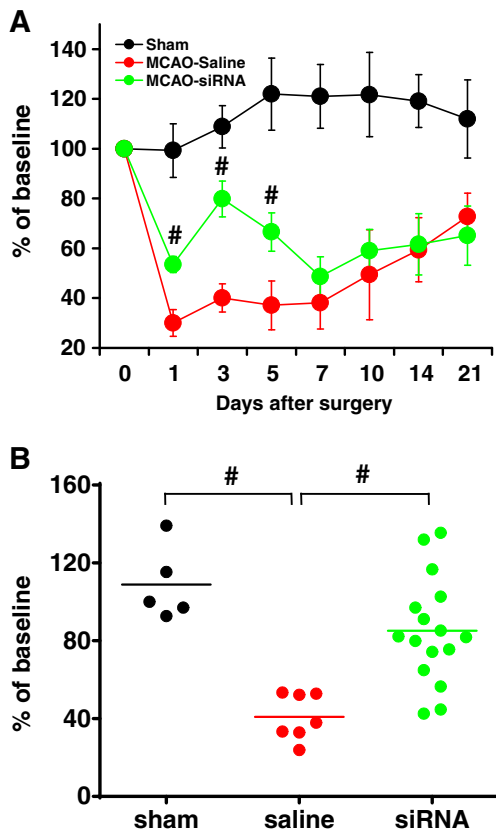 A
Sham
MCAO-Saline
MCAO-siRNA
140
120
100
80
60
40
20
% of baseline
#
#
#
0 1 3 5 7 10 14 21
Days after surgery
B
# #
160
120
80
40
0
% of baseline
sham saline siRNA